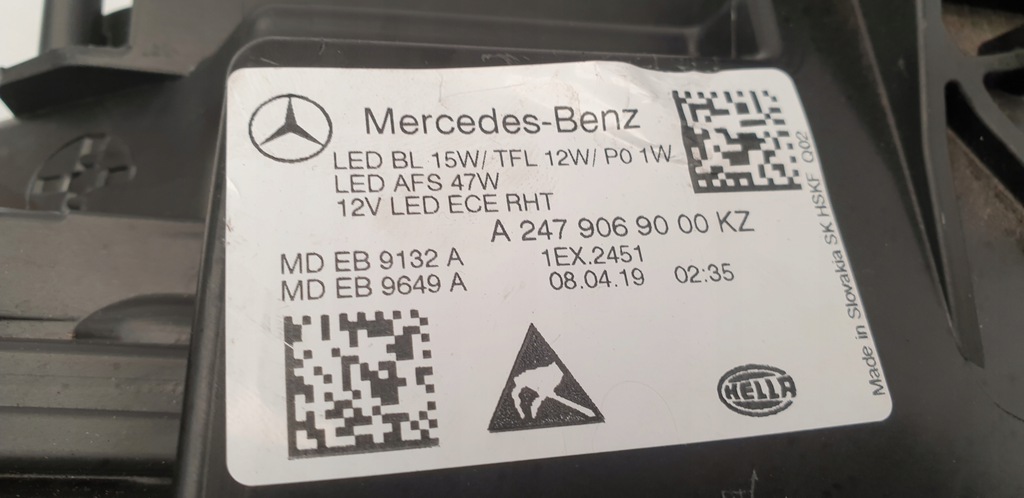 Mercedes-Benz
LED BL 15W/ TFL 12W/ PO 1W
LED AFS 47W
12V LED ECE RHT
A 247 906 90 00 KZ
MD EB 9132 A 1EX.2451
MD EB 9649 A 08.04.19 02:35
HELLA
Made in Slovakia SK HSKF Q02